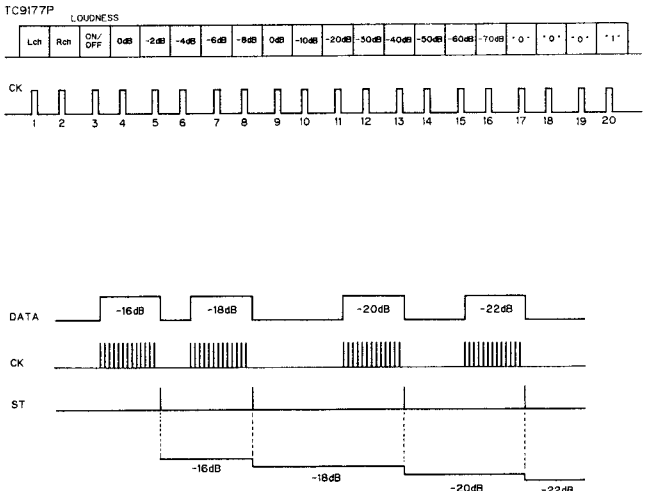 TC9177P
LOUDNESS
Lch Rch ON/OFF 0dB -2dB -4dB -6dB -8dB 0dB -10dB -20dB -30dB -40dB -50dB -60dB -70dB "0" "0" "0" "1"
CK
1 2 3 4 5 6 7 8 9 10 11 12 13 14 15 16 17 18 19 20
-16dB -18dB -20dB -22dB
DATA
CK
ST
-16dB
-18dB
-20dB
-22dB